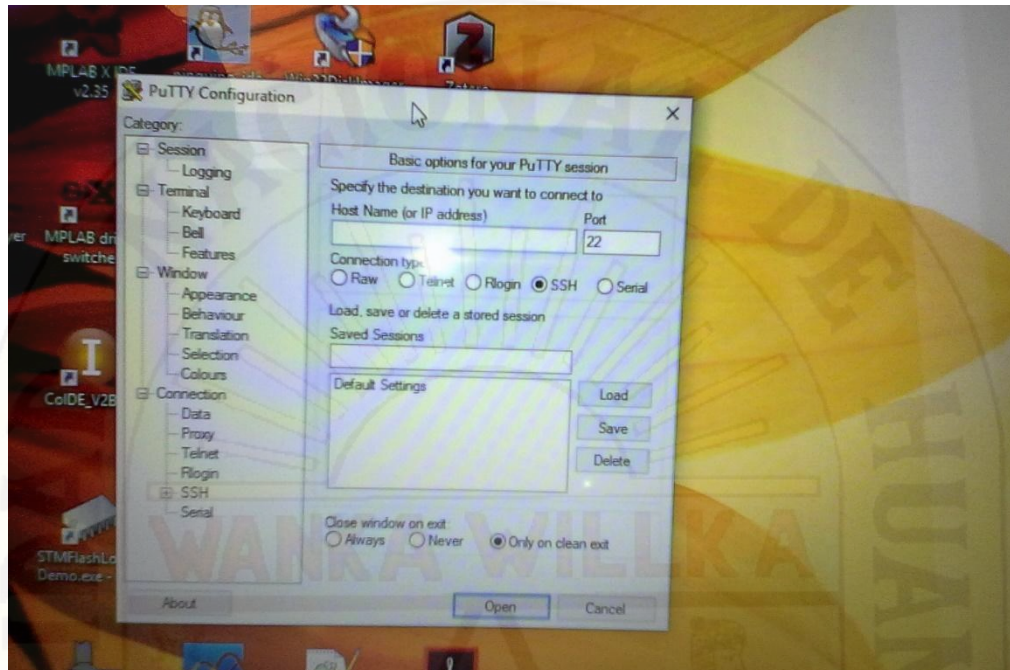 MPLAB X IDE
v2.35
PuTTY Configuration
Category:
Session
Logging
Terminal
Keyboard
Bell
Features
Window
Appearance
Behaviour
Translation
Selection
Colours
Connection
Data
Proxy
Telnet
Rlogin
SSH
Serial
Basic options for your PuTTY session
Specify the destination you want to connect to
Host Name (or IP address)
Port
22
Connection type
Raw
Telnet
Rlogin
SSH
Serial
Load, save or delete a stored session
Saved Sessions
Default Settings
Load
Save
Delete
Close window on exit:
Always
Never
Only on clean exit
About
Open
Cancel
MPLAB dri
switche
CoIDE_V2B
STMFlashLo
Demo.exe -
DE
WANKA WILLKA